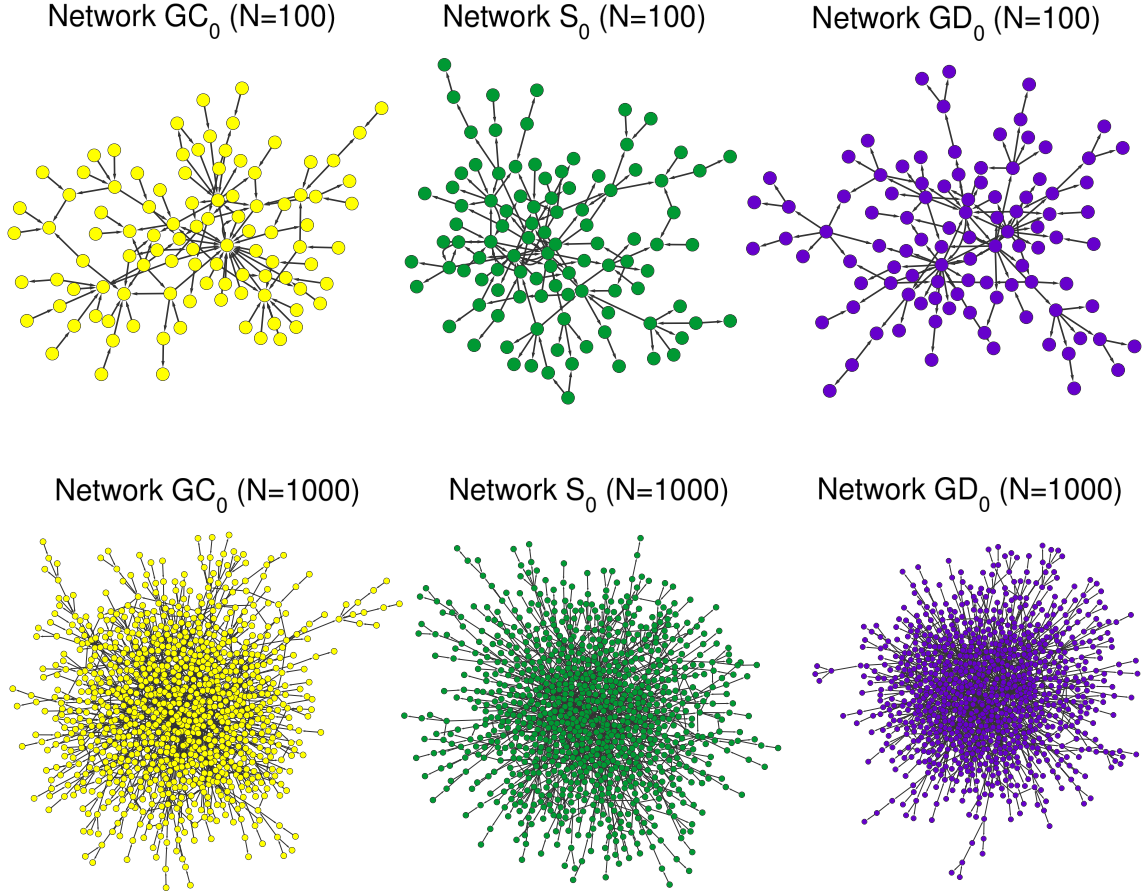 Network GC0 (N=100)
Network S0 (N=100)
Network GD0 (N=100)
Network GC0 (N=1000)
Network S0 (N=1000)
Network GD0 (N=1000)